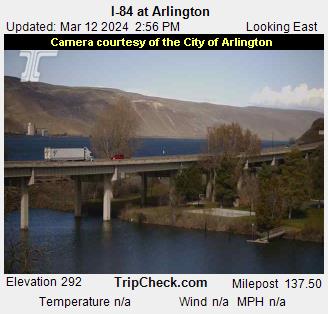 I-84 at Arlington
Updated: Mar 12 2024 2:56 PM Looking East
Camera courtesy of the City of Arlington
Elevation 292 TripCheck.com Milepost 137.50
Temperature n/a Wind n/a MPH n/a